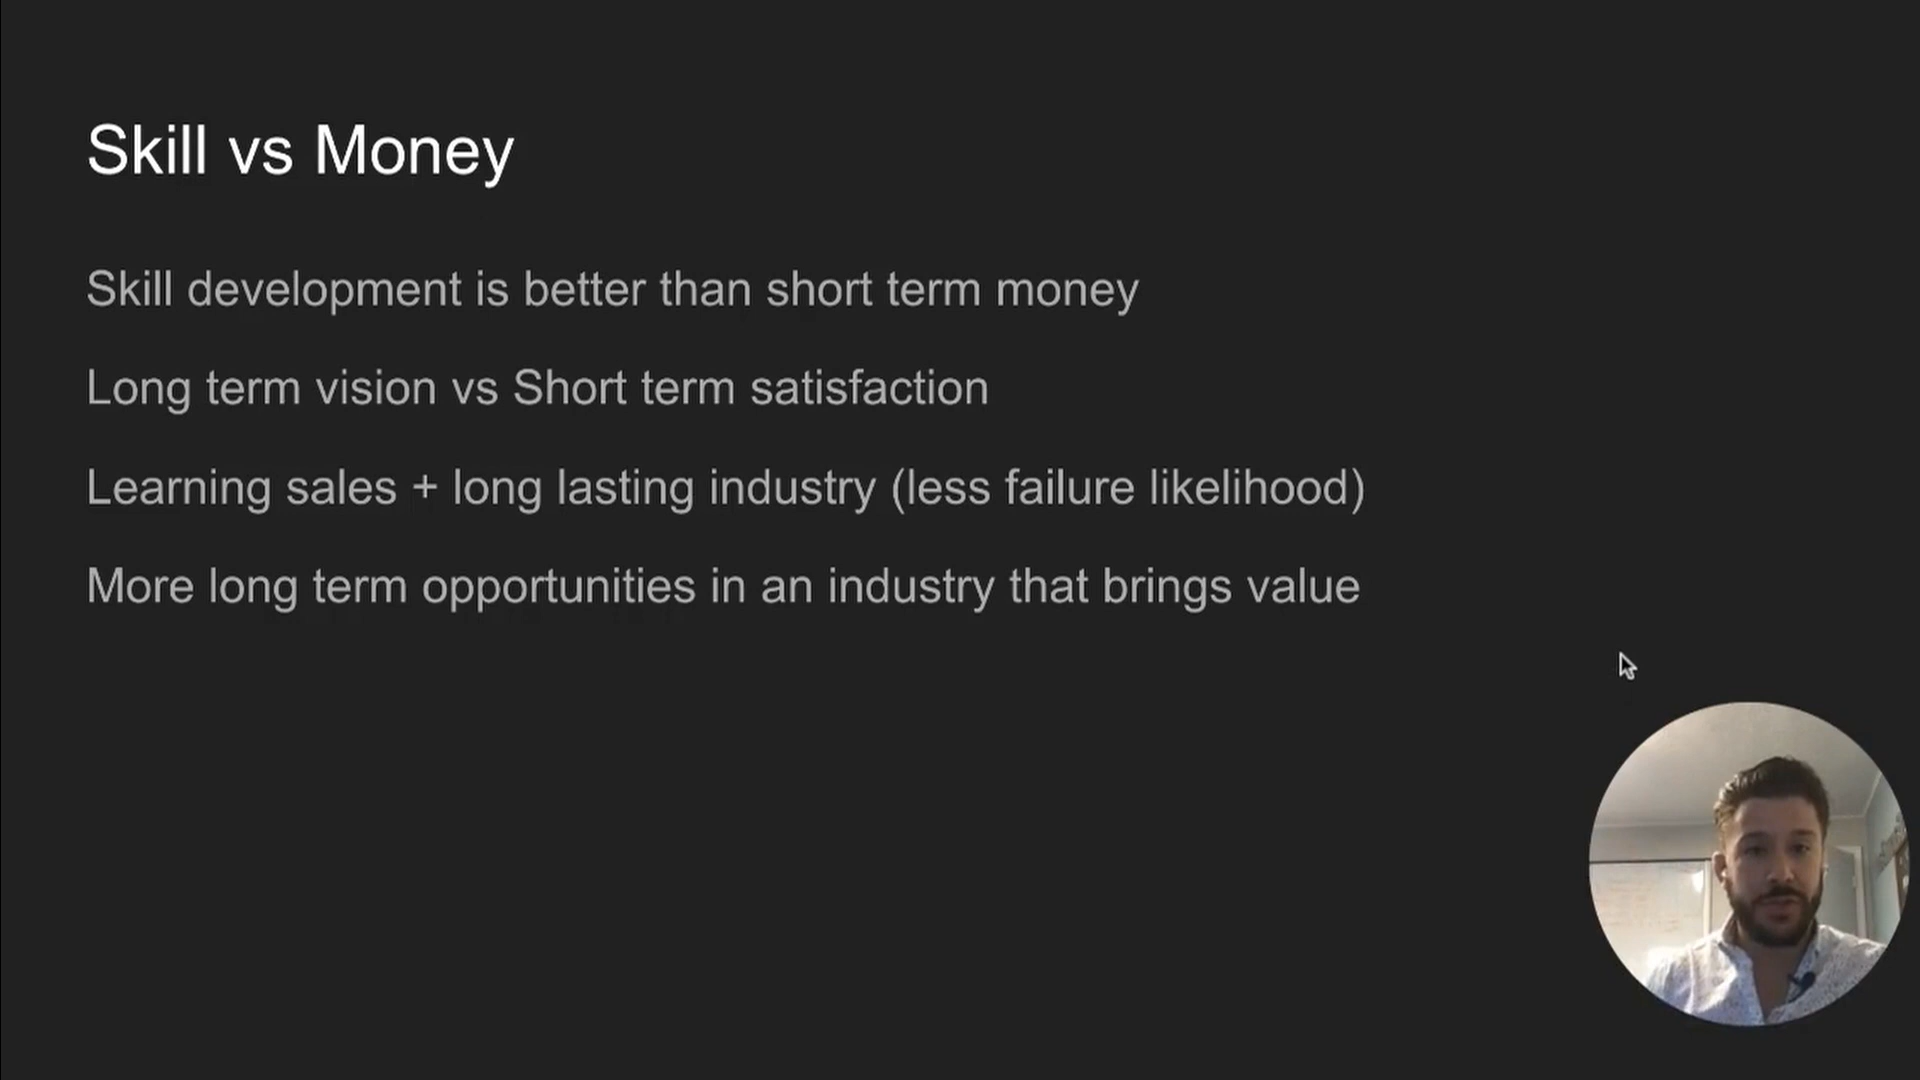 Skill vs Money
Skill development is better than short term money
Long term vision vs Short term satisfaction
Learning sales + long lasting industry (less failure likelihood)
More long term opportunities in an industry that brings value